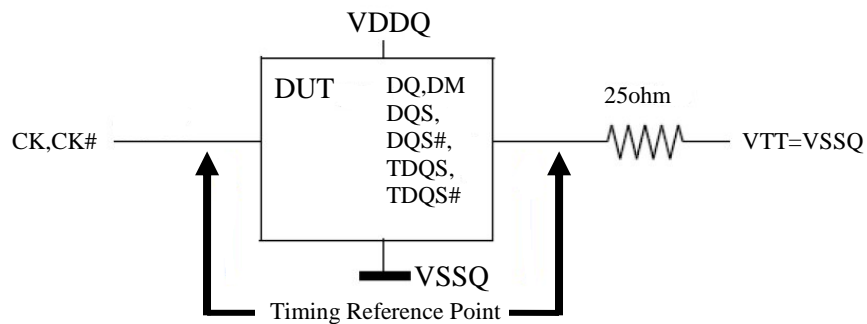 VDDQ
DUT
DQ,DM
DQS,
DQS#,
TDQS,
TDQS#
CK,CK#
25ohm
VTT=VSSQ
VSSQ
Timing Reference Point